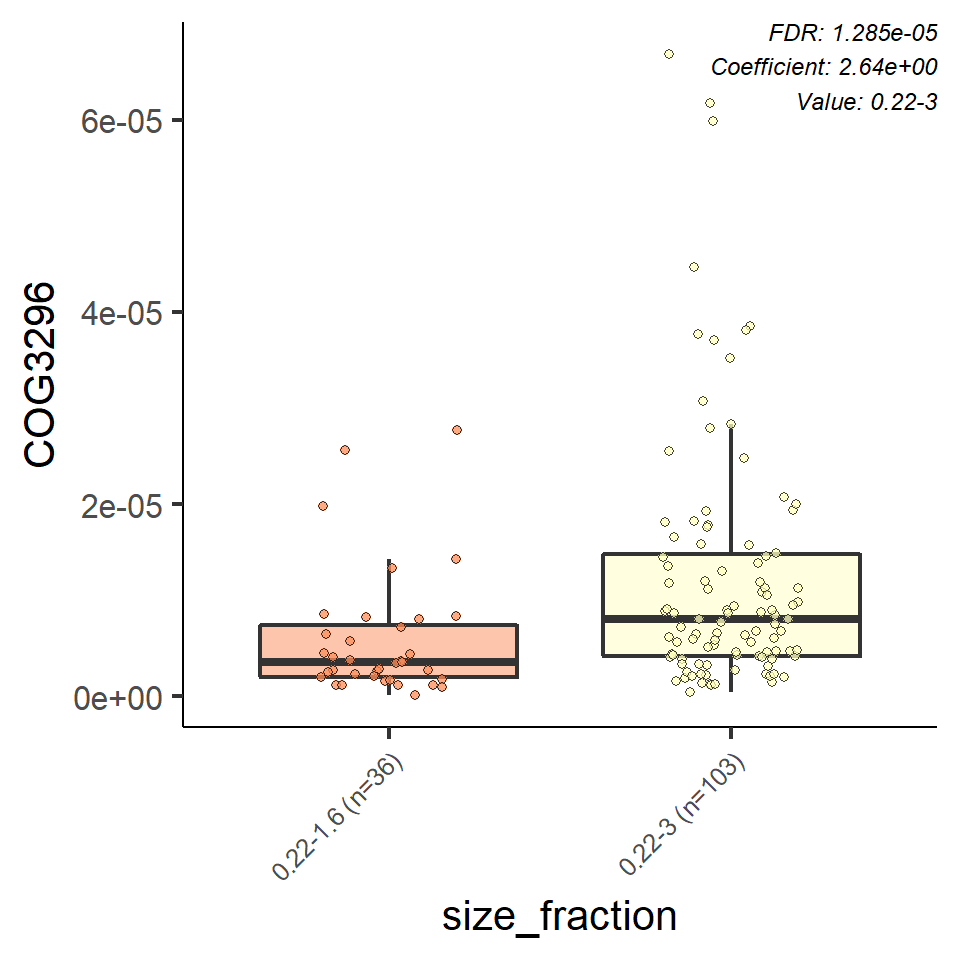 FDR: 1.285e-05
Coefficient: 2.64e+00
Value: 0.22-3
6e-05
4e-05
2e-05
0e+00
COG3296
0.22-1.6 (n=36)
0.22-3 (n=103)
size_fraction